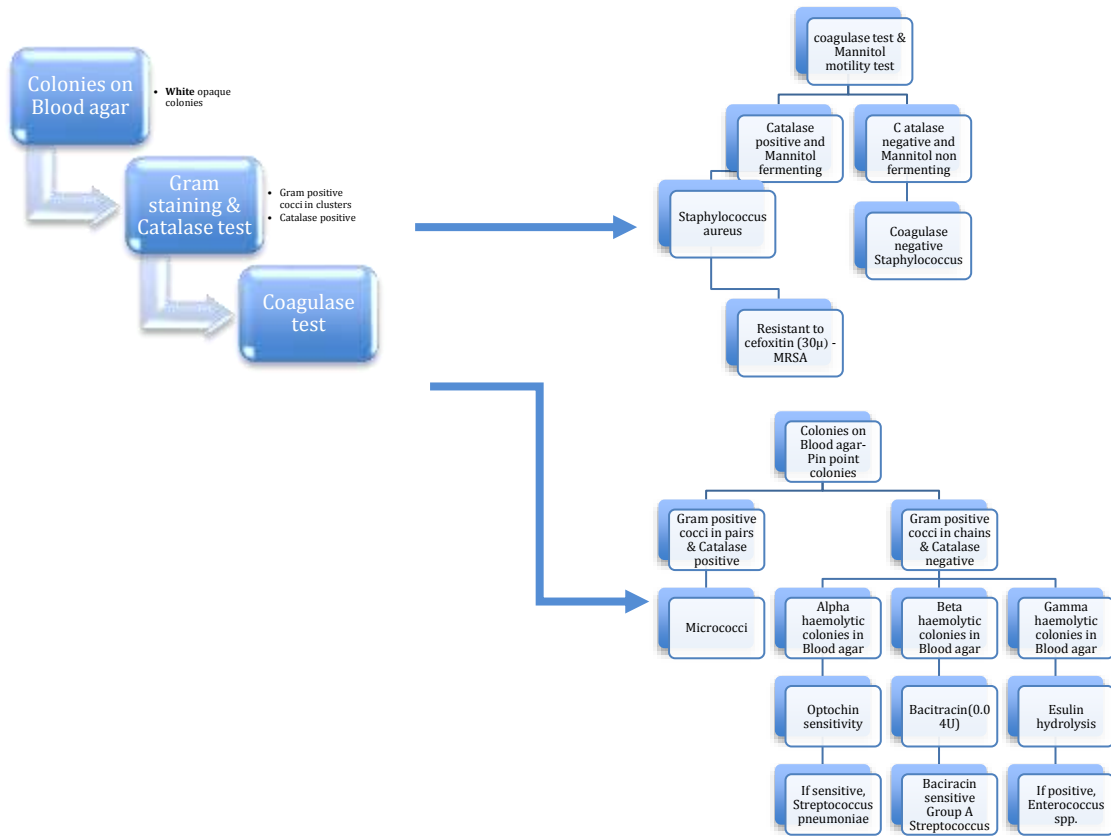 Colonies on
Blood agar
• White opaque
colonies
Gram
staining &
Catalase test
• Gram positive
cocci in clusters
• Catalase positive
Coagulase
test
coagulase test &
Mannitol
motility test
Catalase
positive and
Mannitol
fermenting
C atalase
negative and
Mannitol non
fermenting
Staphylococcus
aureus
Coagulase
negative
Staphylococcus
Resistant to
cefoxitin (30µ) -
MRSA
Colonies on
Blood agar-
Pin point
colonies
Gram positive
cocci in pairs
& Catalase
positive
Gram positive
cocci in chains
& Catalase
negative
Micrococci
Alpha
haemolytic
colonies in
Blood agar
Beta
haemolytic
colonies in
Blood agar
Gamma
haemolytic
colonies in
Blood agar
Optochin
sensitivity
Bacitracin(0.0
4U)
Esulin
hydrolysis
If sensitive,
Streptococcus
pneumoniae
Baciracin
sensitive
Group A
Streptococcus
If positive,
Enterococcus
spp.